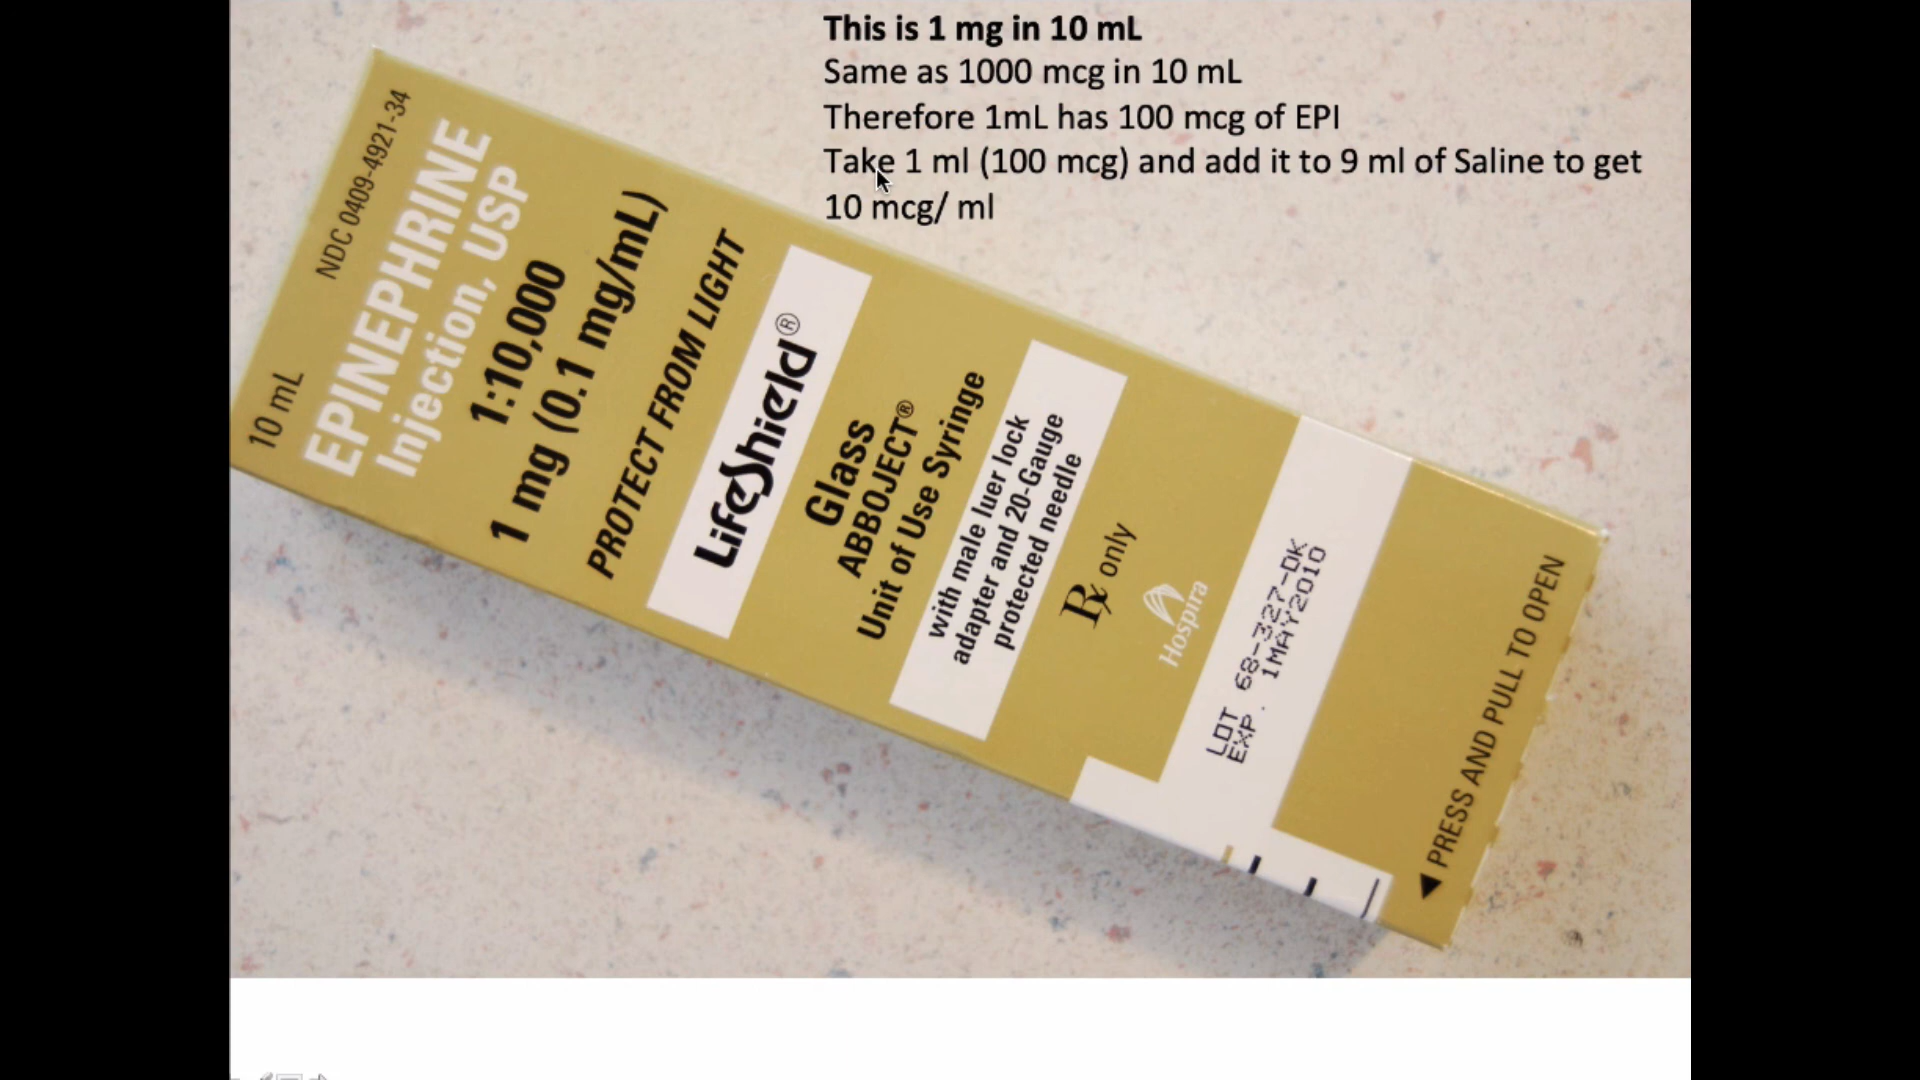 This is 1 mg in 10 mL
Same as 1000 mcg in 10 mL
Therefore 1mL has 100 mcg of EPI
Take 1 ml (100 mcg) and add it to 9 ml of Saline to get
10 mcg/ ml
NDC 0409-4921-34
10 mL
EPINEPHRINE
Injection, USP
1:10,000
1 mg (0.1 mg/mL)
PROTECT FROM LIGHT
LifeShield®
Glass
ABBOJECT®
Unit of Use Syringe
with male luer lock
adapter and 20-Gauge
protected needle
Rx only
Hospira
LOT 68-327-DK
EXP. 1MAY2010
◀ PRESS AND PULL TO OPEN